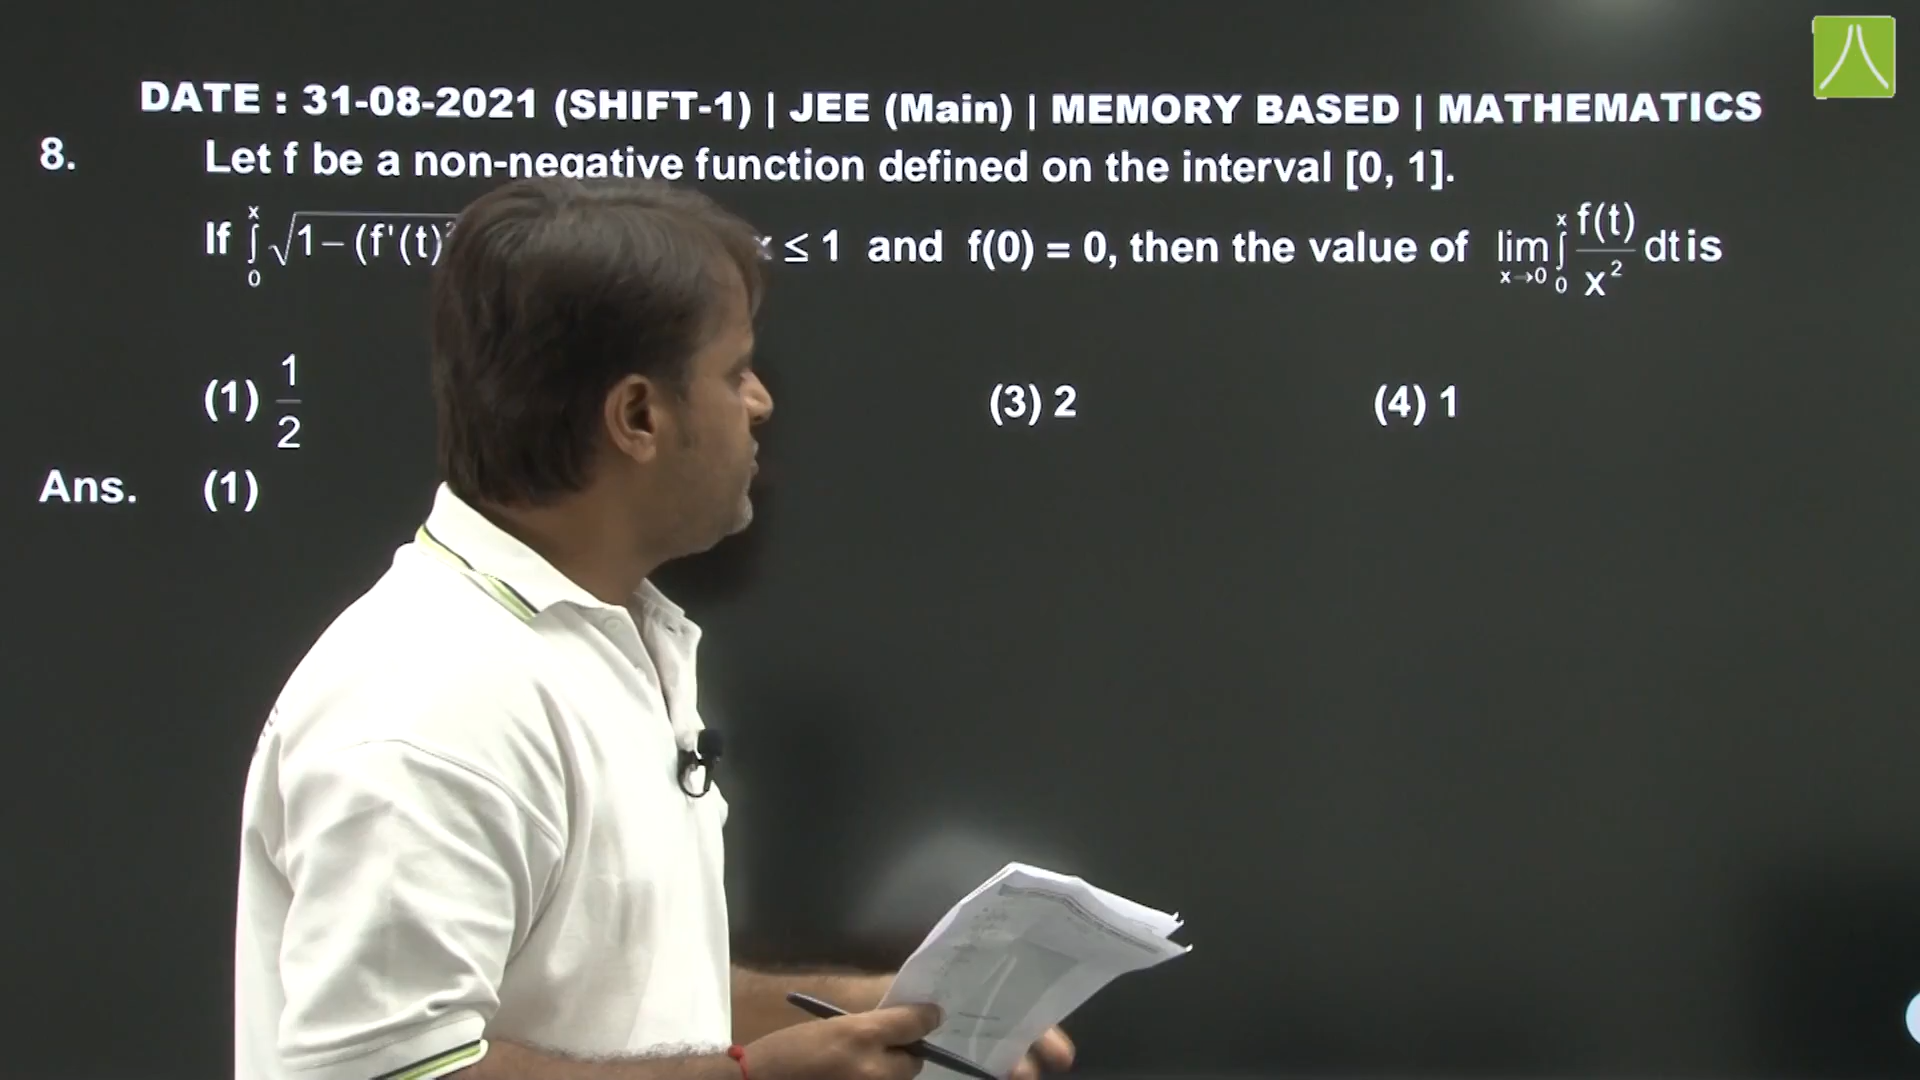 DATE : 31-08-2021 (SHIFT-1) | JEE (Main) | MEMORY BASED | MATHEMATICS
8. Let f be a non-negative function defined on the interval [0, 1].
If ∫₀ˣ √1– (f'(t)² x ≤ 1 and f(0) = 0, then the value of lim x→0 ∫₀ˣ f(t)/x² dt is
(1) 1/2 (3) 2 (4) 1
Ans. (1)